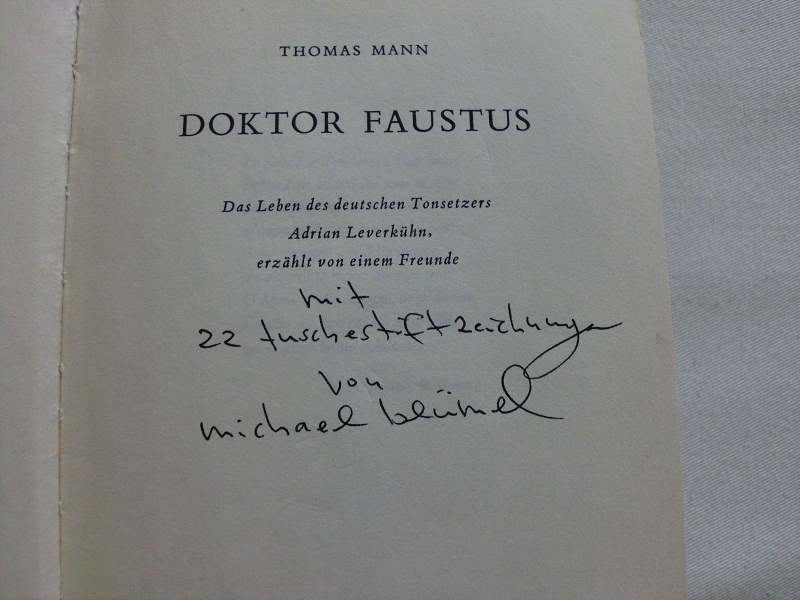 THOMAS MANN
DOKTOR FAUSTUS
Das Leben des deutschen Tonsetzers
Adrian Leverkühn,
erzählt von einem Freunde
mit
22 tuschestiftzeichnungen
von
michael blümel